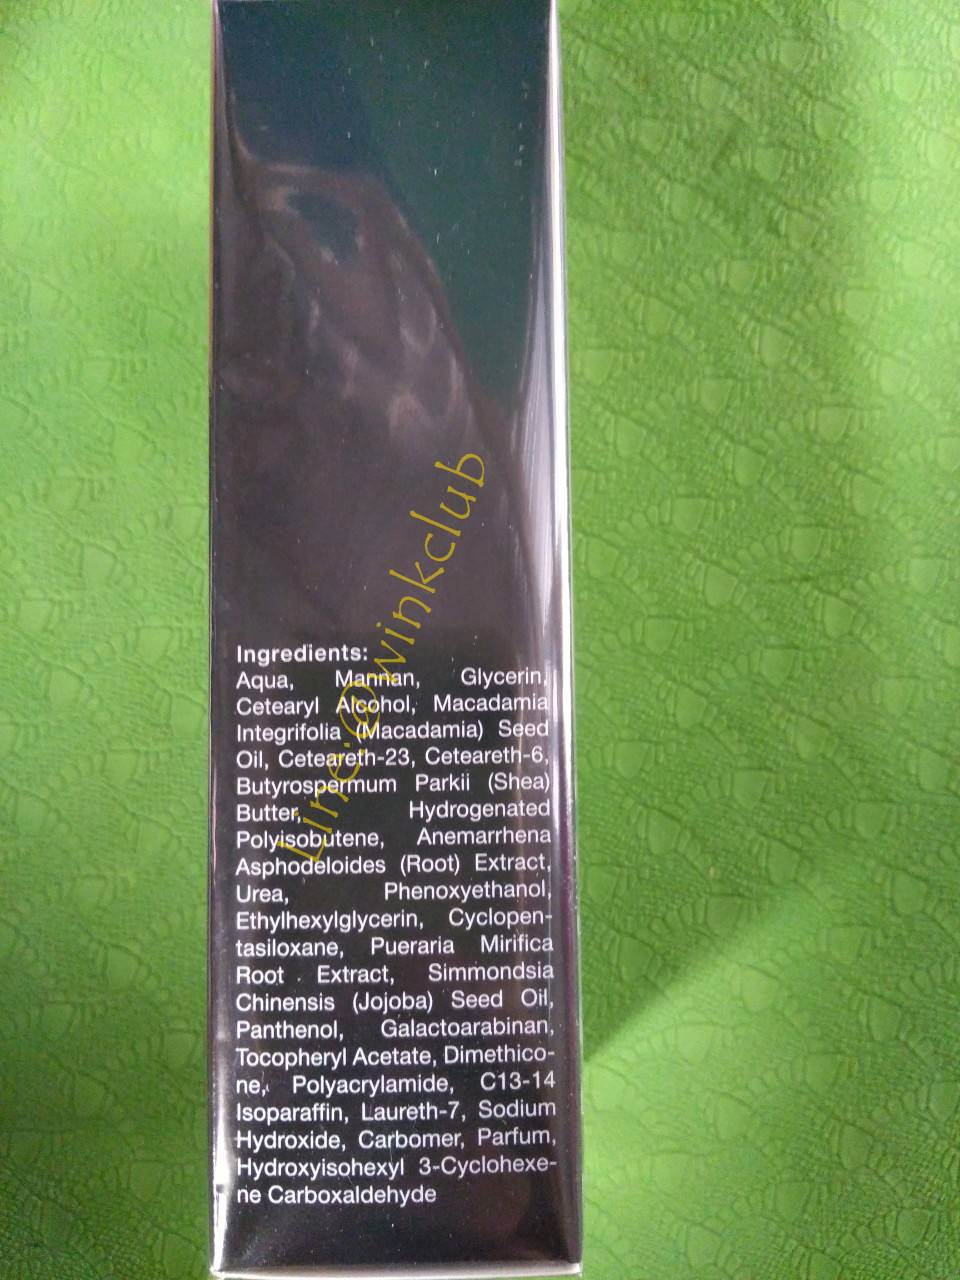 Line:@winkclub
Ingredients:
Aqua, Mannan, Glycerin,
Cetearyl Alcohol, Macadamia
Integrifolia (Macadamia) Seed
Oil, Ceteareth-23, Ceteareth-6,
Butyrospermum Parkii (Shea)
Butter, Hydrogenated
Polyisobutene, Anemarrhena
Asphodeloides (Root) Extract,
Urea, Phenoxyethanol,
Ethylhexylglycerin, Cyclopen-
tasiloxane, Pueraria Mirifica
Root Extract, Simmondsia
Chinensis (Jojoba) Seed Oil,
Panthenol, Galactoarabinan,
Tocopheryl Acetate, Dimethico-
ne, Polyacrylamide, C13-14
Isoparaffin, Laureth-7, Sodium
Hydroxide, Carbomer, Parfum,
Hydroxyisohexyl 3-Cyclohexe-
ne Carboxaldehyde